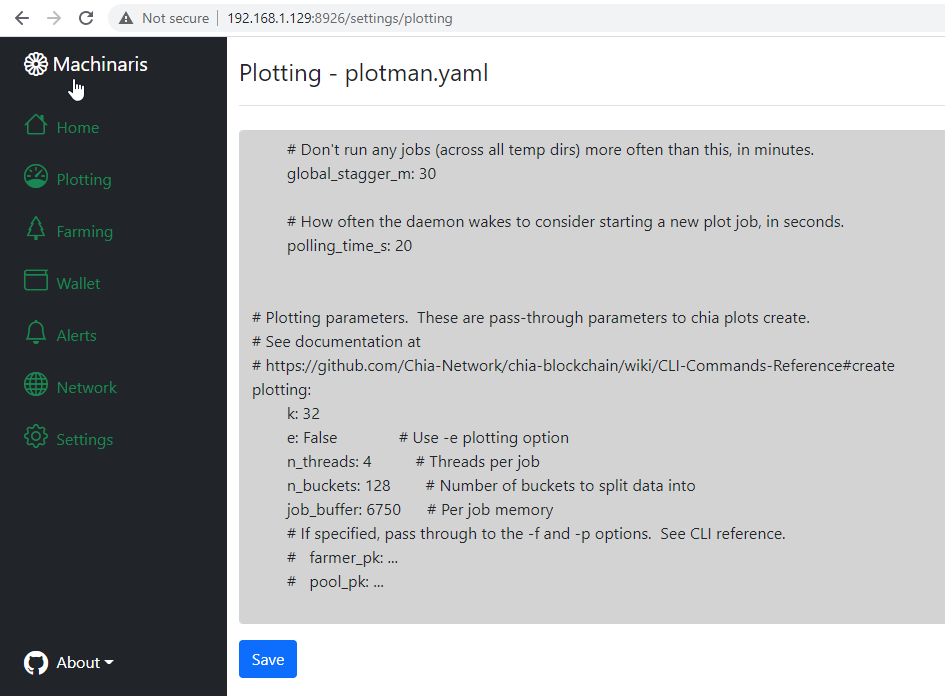 Not secure | 192.168.1.129:8926/settings/plotting
Machinaris
Home
Plotting
Farming
Wallet
Alerts
Network
Settings
About
Plotting - plotman.yaml
# Don't run any jobs (across all temp dirs) more often than this, in minutes.
global_stagger_m: 30
# How often the daemon wakes to consider starting a new plot job, in seconds.
polling_time_s: 20
# Plotting parameters.  These are pass-through parameters to chia plots create.
# See documentation at
# https://github.com/Chia-Network/chia-blockchain/wiki/CLI-Commands-Reference#create
plotting:
k: 32
e: False # Use -e plotting option
n_threads: 4 # Threads per job
n_buckets: 128 # Number of buckets to split data into
job_buffer: 6750 # Per job memory
# If specified, pass through to the -f and -p options.  See CLI reference.
#   farmer_pk: ...
#   pool_pk: ...
Save